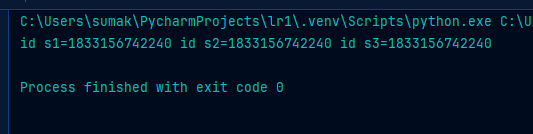 C:\Users\sumak\PycharmProjects\lr1\.venv\Scripts\python.exe C:\U
id s1=1833156742240 id s2=1833156742240 id s3=1833156742240
Process finished with exit code 0